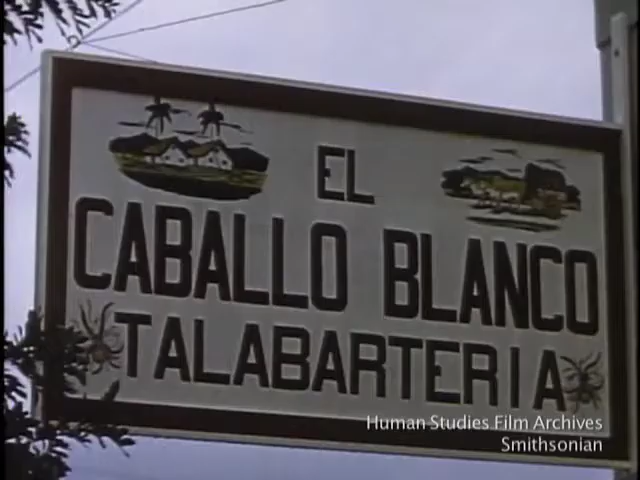 EL
CABALLO BLANCO
TALABARTERIA
Human Studies Film Archives
Smithsonian